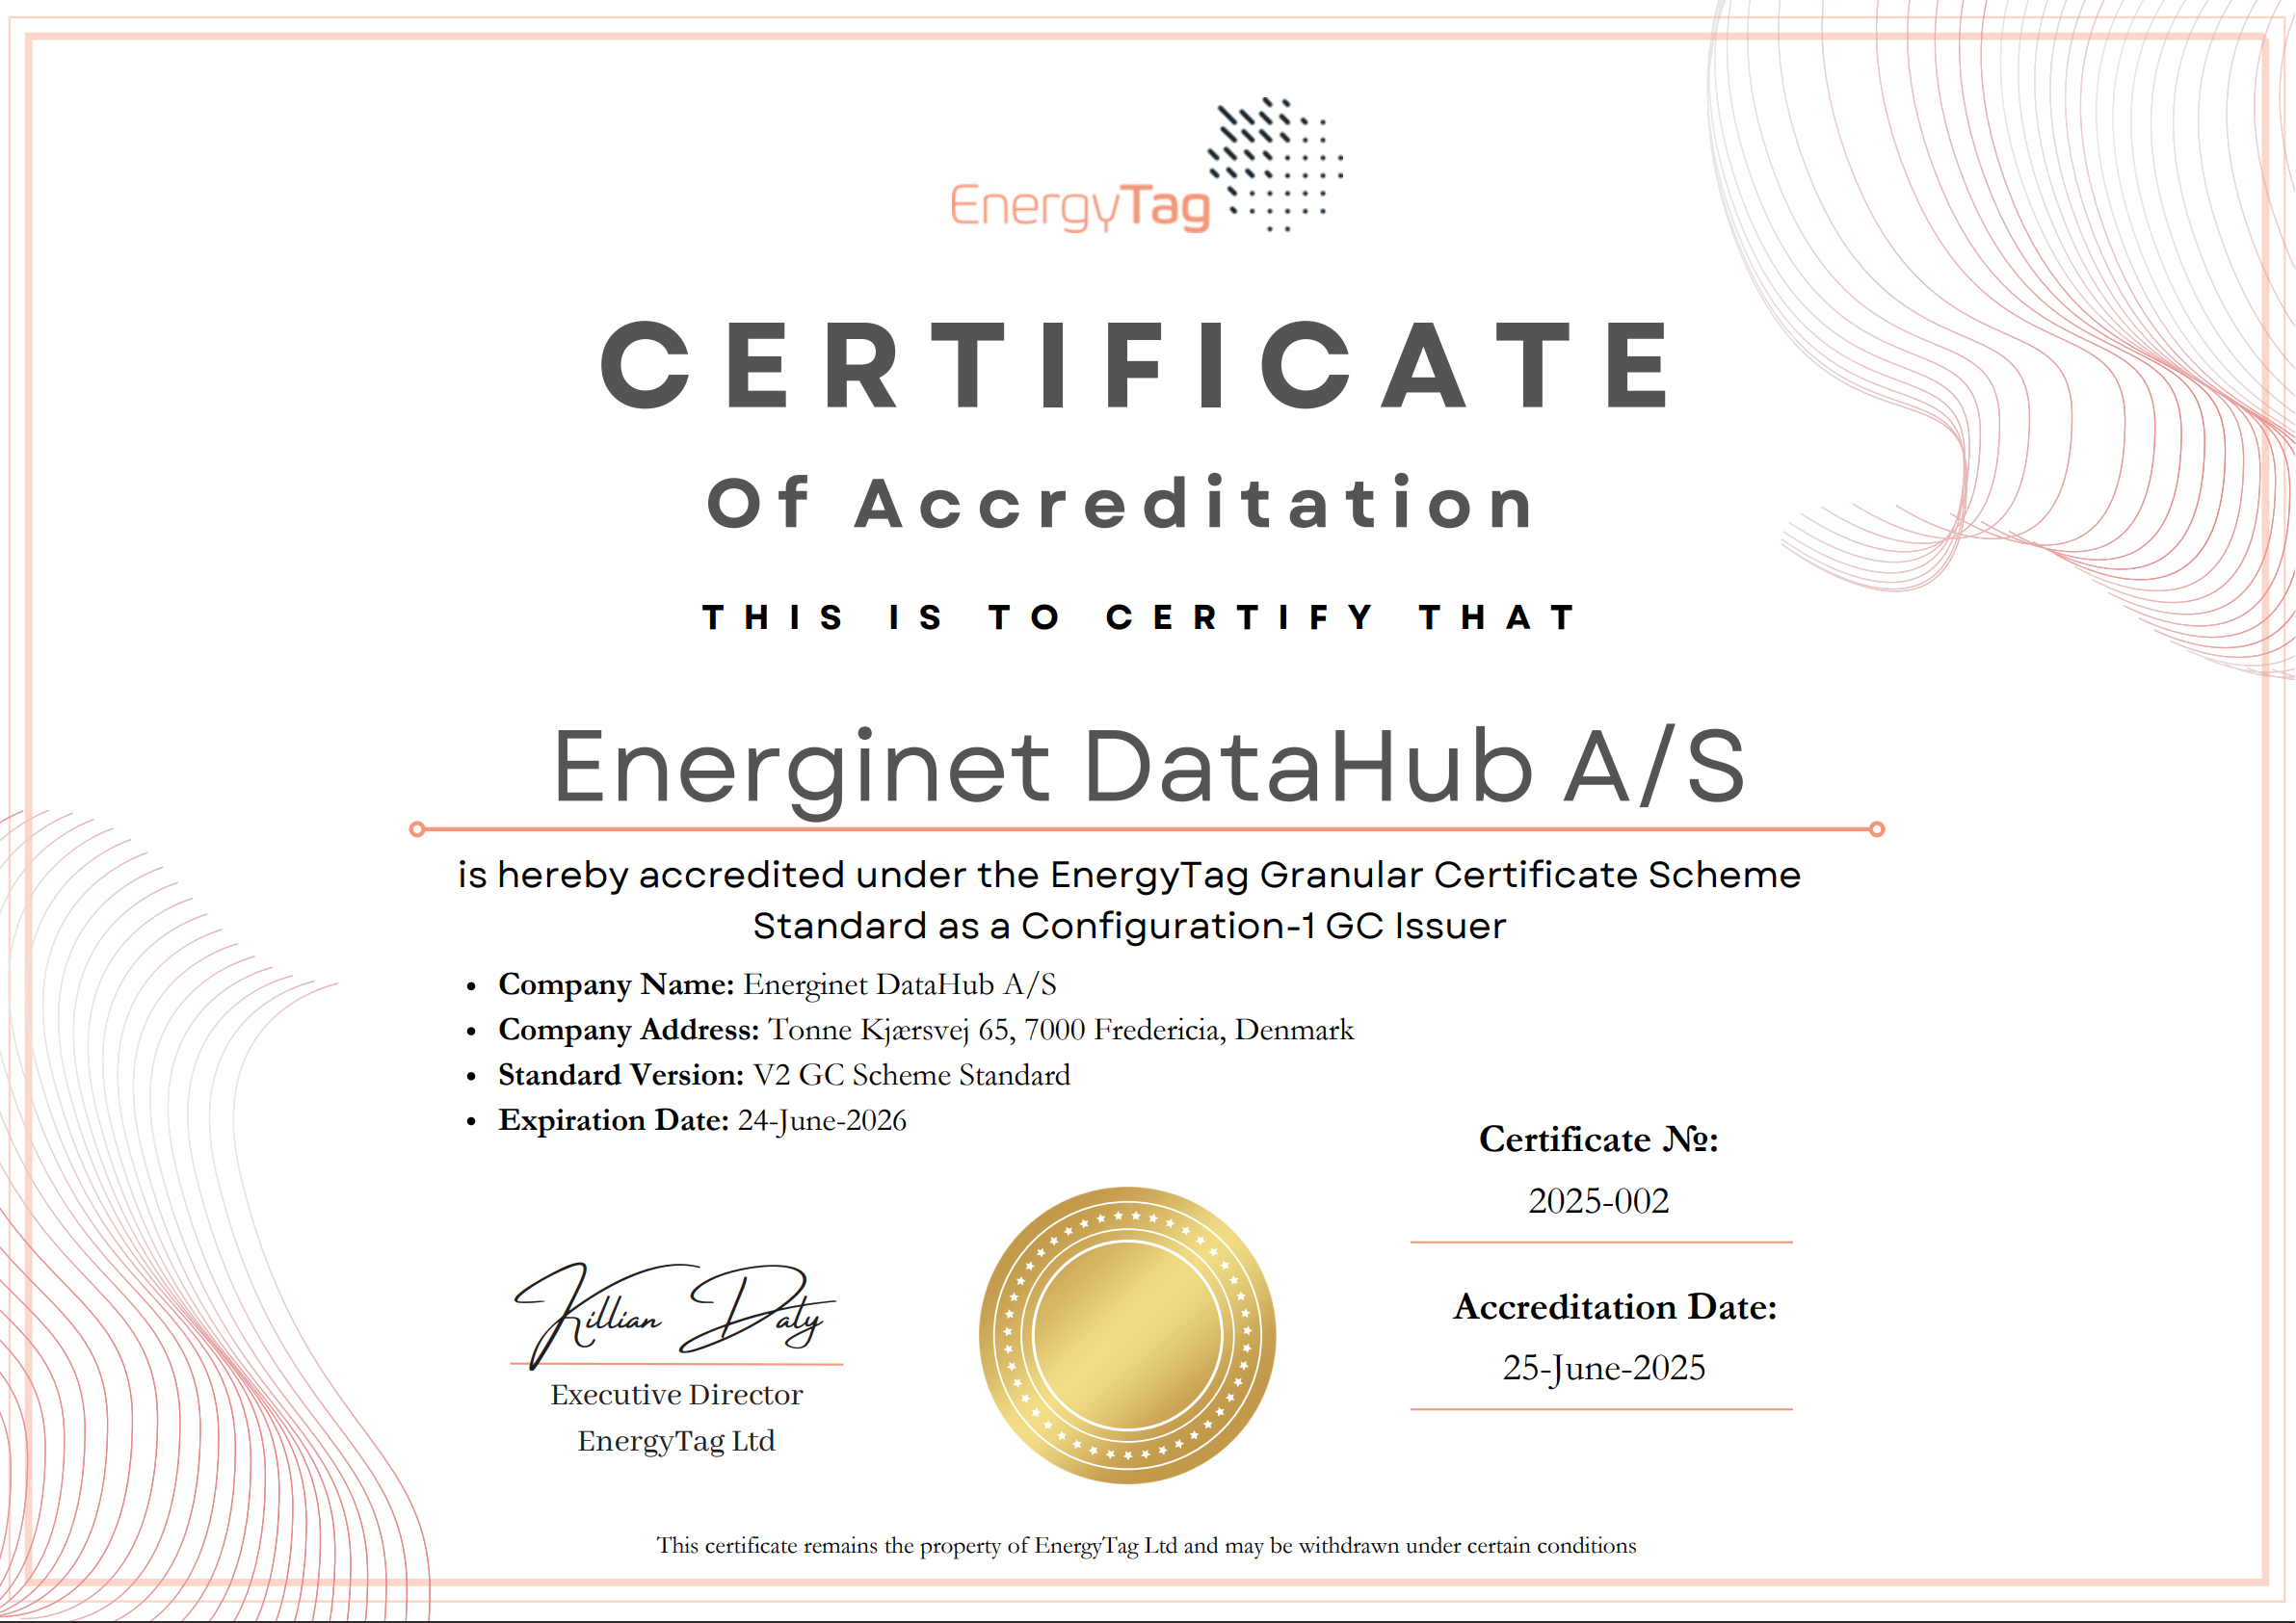 EnergyTag
CERTIFICATE
Of Accreditation
THIS IS TO CERTIFY THAT
Energinet DataHub A/S
is hereby accredited under the EnergyTag Granular Certificate Scheme
Standard as a Configuration-1 GC Issuer
• Company Name: Energinet DataHub A/S
• Company Address: Tonne Kjærsvej 65, 7000 Fredericia, Denmark
• Standard Version: V2 GC Scheme Standard
• Expiration Date: 24-June-2026
Certificate №:
2025-002
Accreditation Date:
25-June-2025
Killian Daly
Executive Director
EnergyTag Ltd
This certificate remains the property of EnergyTag Ltd and may be withdrawn under certain conditions